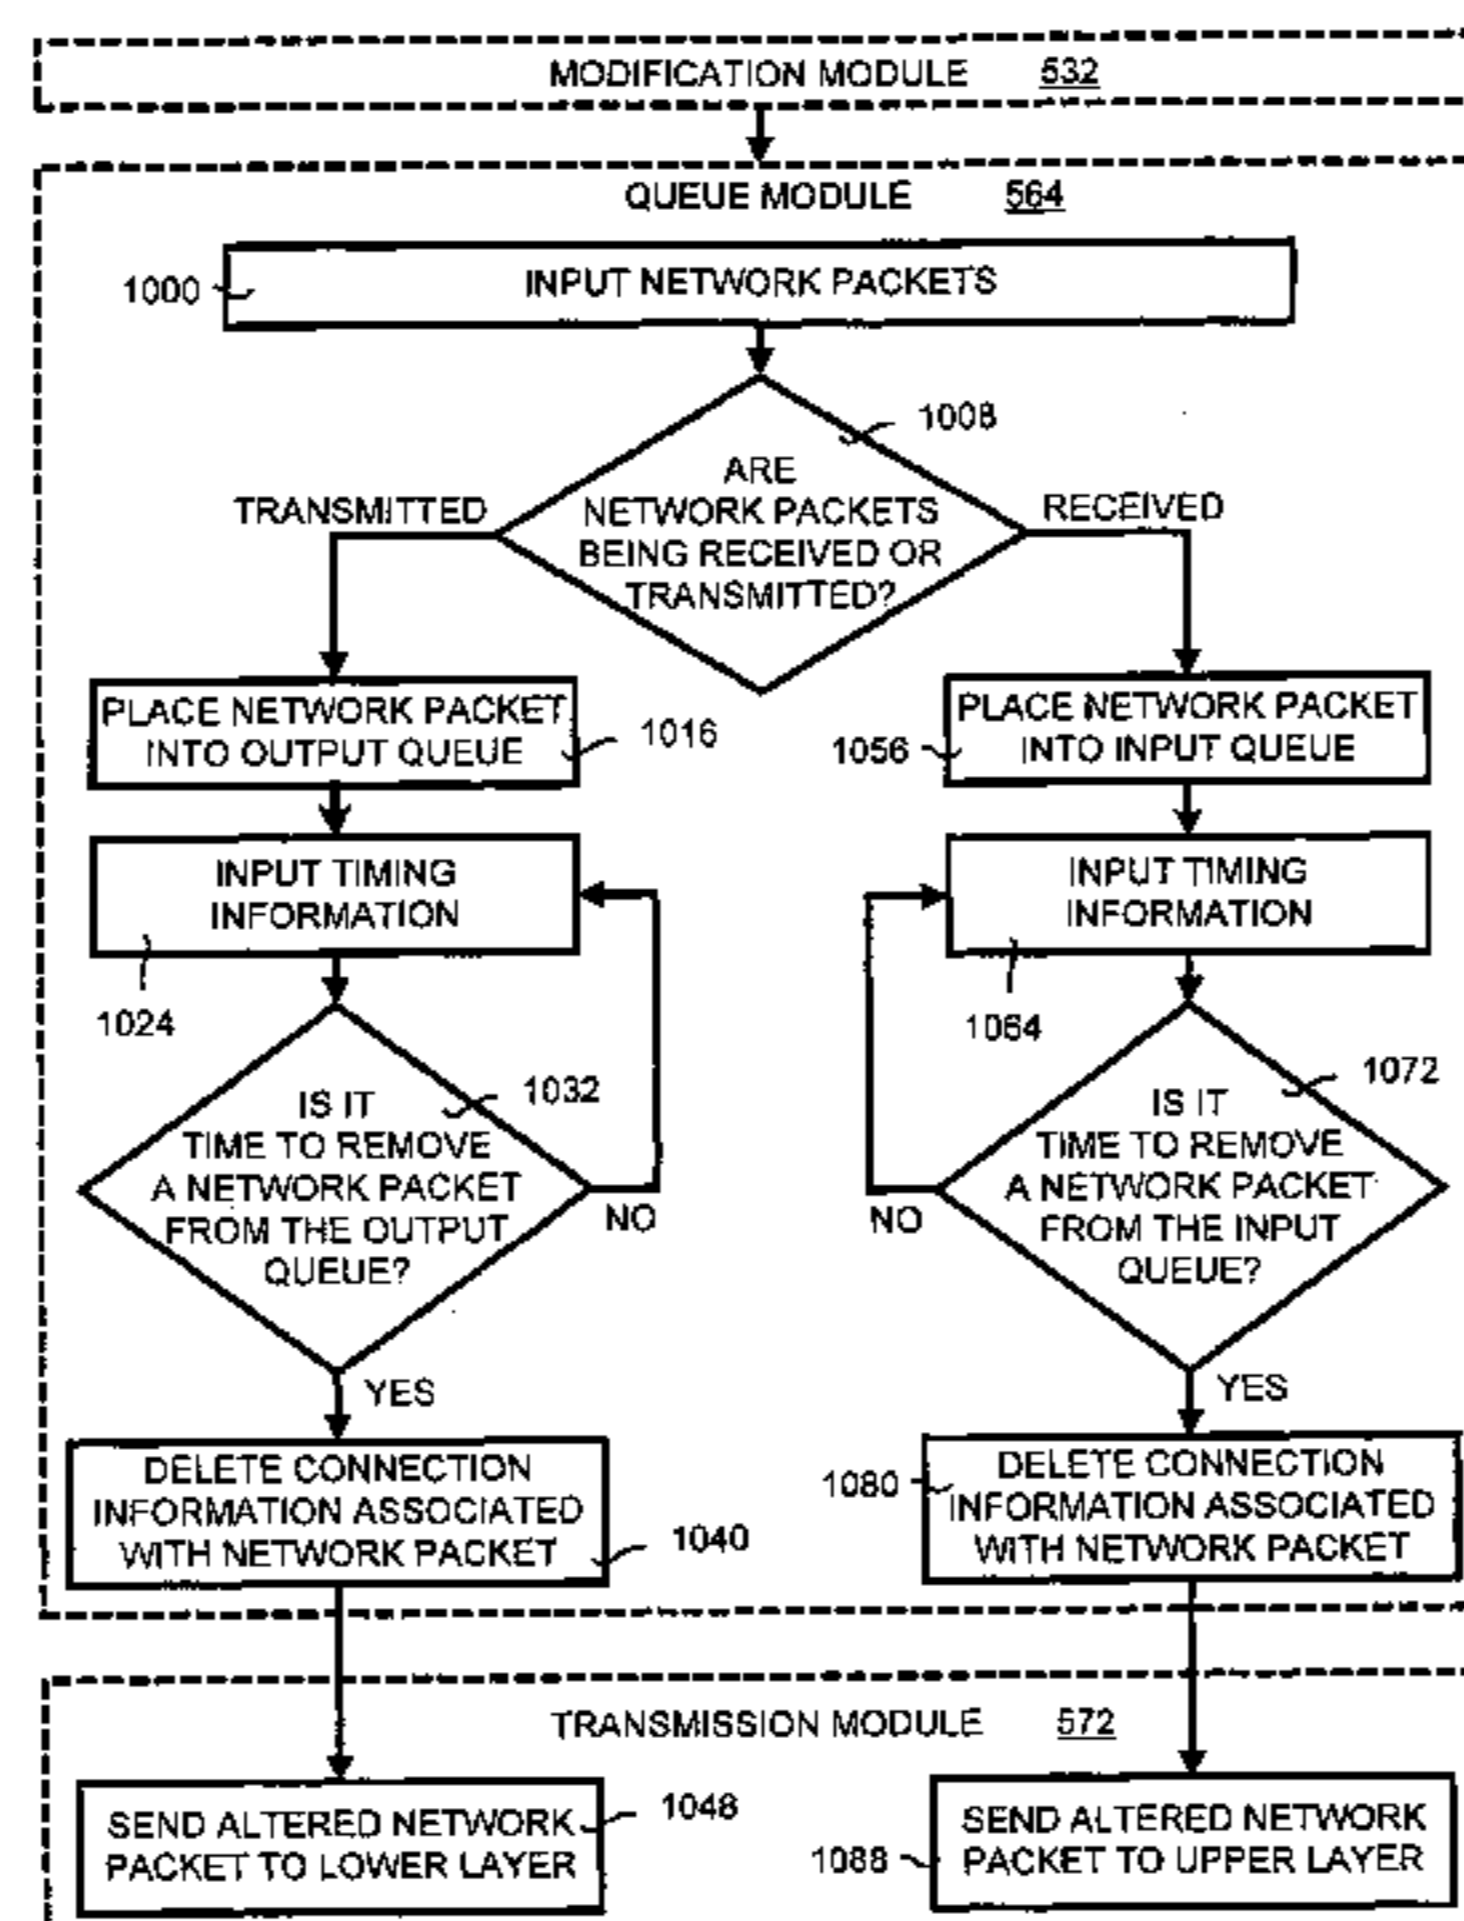 MODIFICATION MODULE 532
QUEUE MODULE 564
INPUT NETWORK PACKETS
1000
1008
ARE
NETWORK PACKETS
BEING RECEIVED OR
TRANSMITTED?
TRANSMITTED
RECEIVED
PLACE NETWORK PACKET
INTO OUTPUT QUEUE
1016
1056
PLACE NETWORK PACKET
INTO INPUT QUEUE
INPUT TIMING
INFORMATION
1024
INPUT TIMING
INFORMATION
1064
1032
IS IT
TIME TO REMOVE
A NETWORK PACKET
FROM THE OUTPUT
QUEUE?
NO
YES
1072
IS IT
TIME TO REMOVE
A NETWORK PACKET
FROM THE INPUT
QUEUE?
NO
YES
DELETE CONNECTION
INFORMATION ASSOCIATED
WITH NETWORK PACKET
1040
1080
DELETE CONNECTION
INFORMATION ASSOCIATED
WITH NETWORK PACKET
TRANSMISSION MODULE 572
SEND ALTERED NETWORK
PACKET TO LOWER LAYER
1048
1088
SEND ALTERED NETWORK
PACKET TO UPPER LAYER